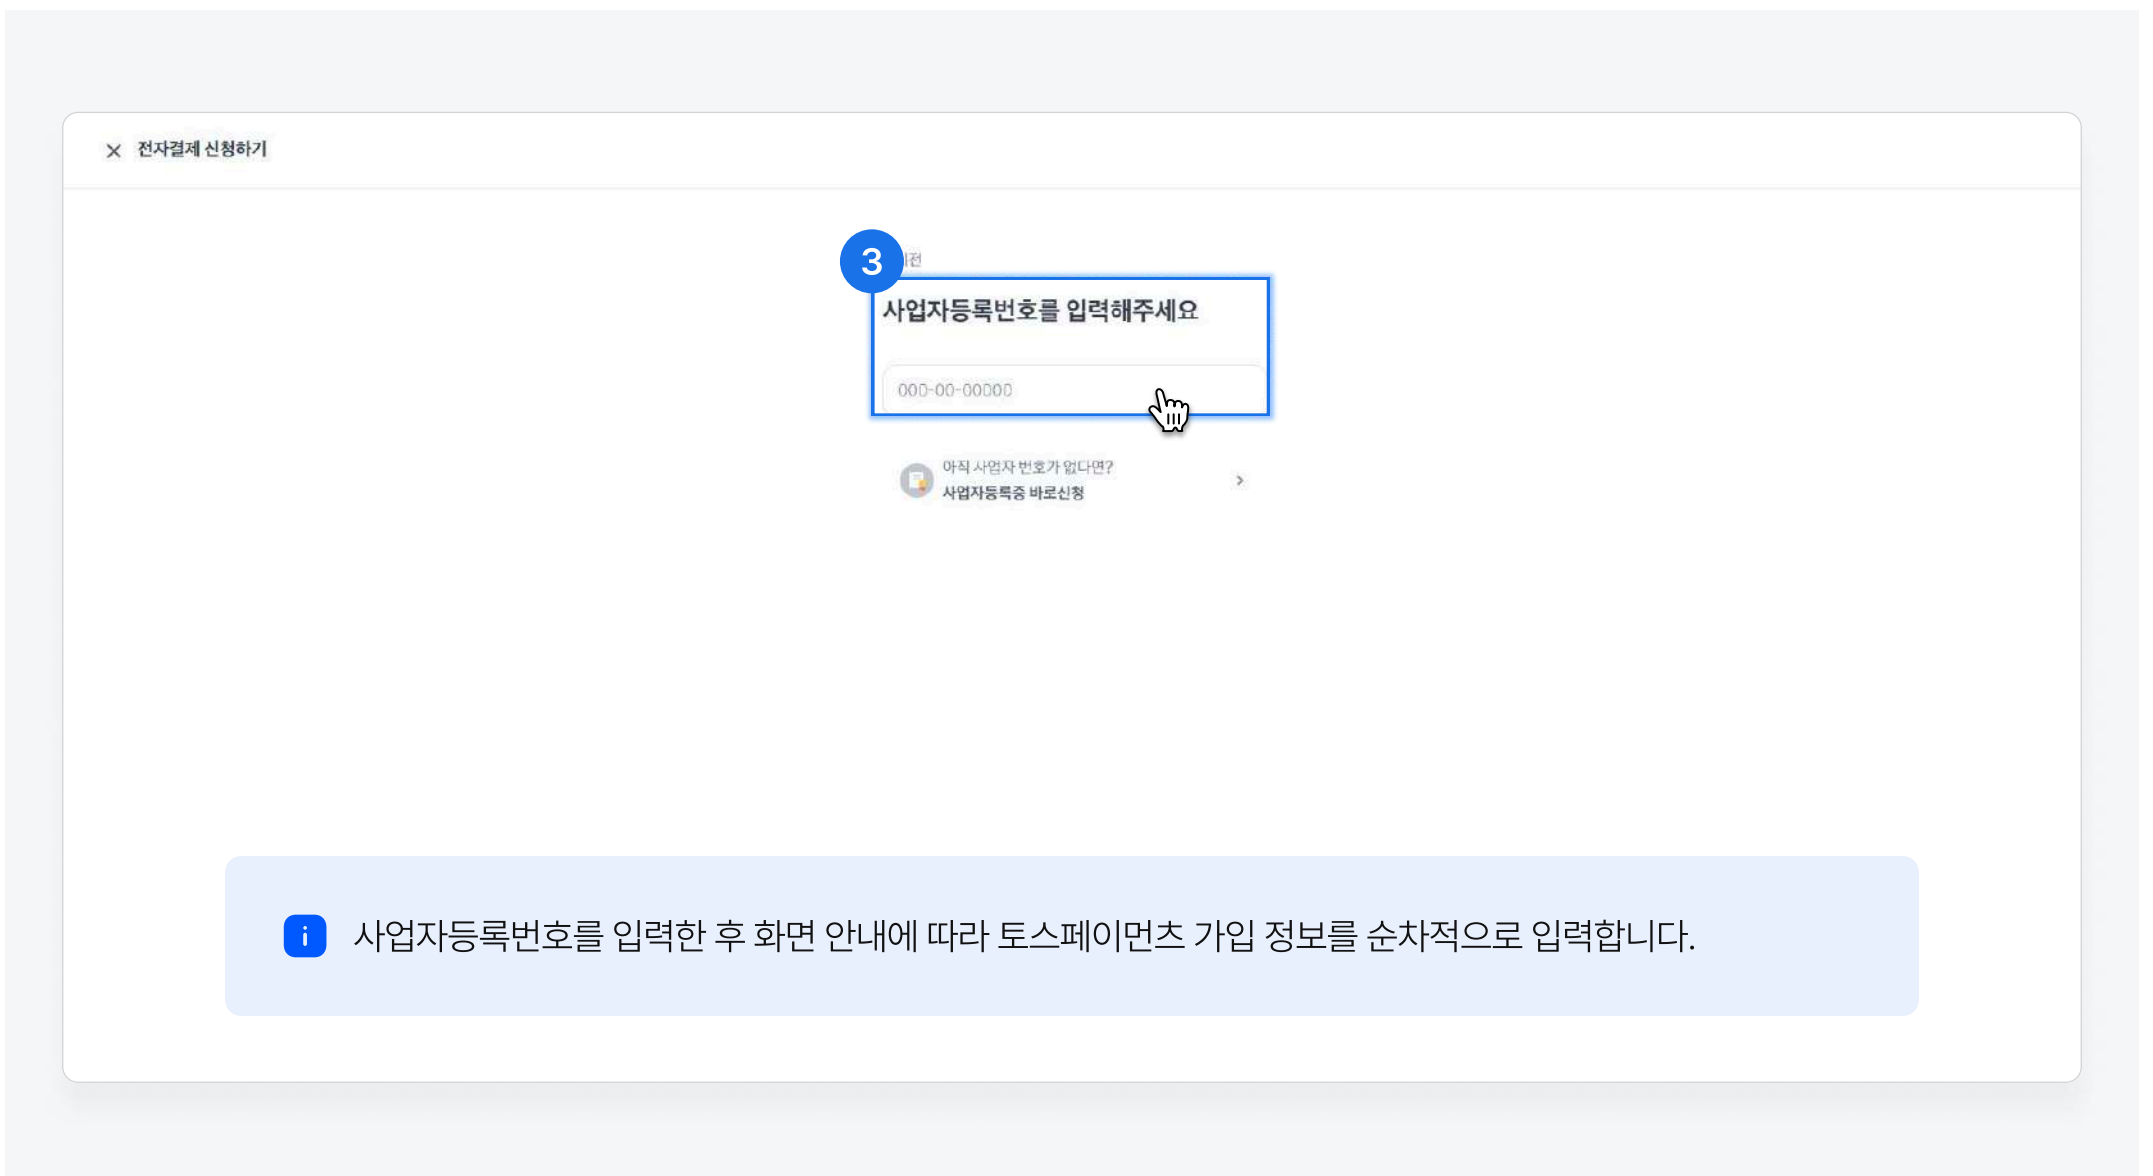 전자결제 신청하기
3
사업자등록번호를 입력해주세요
000-00-00000
아직 사업자 번호가 없다면?
사업자등록증 바로신청
사업자등록번호를 입력한 후 화면 안내에 따라 토스페이먼츠 가입 정보를 순차적으로 입력합니다.